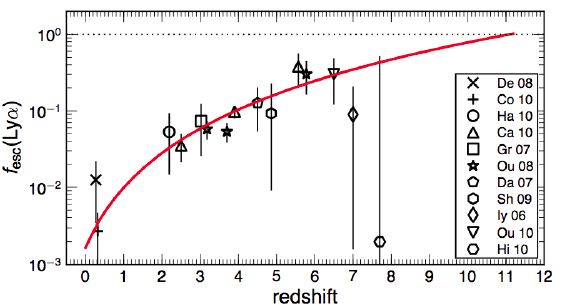 10⁰
10⁻¹
10⁻²
10⁻³
f_esc(Lyα)
0 1 2 3 4 5 6 7 8 9 10 11 12
redshift
De 08
Co 10
Ha 10
Ca 10
Gr 07
Ou 08
Da 07
Sh 09
Iy 06
Ou 10
Hi 10